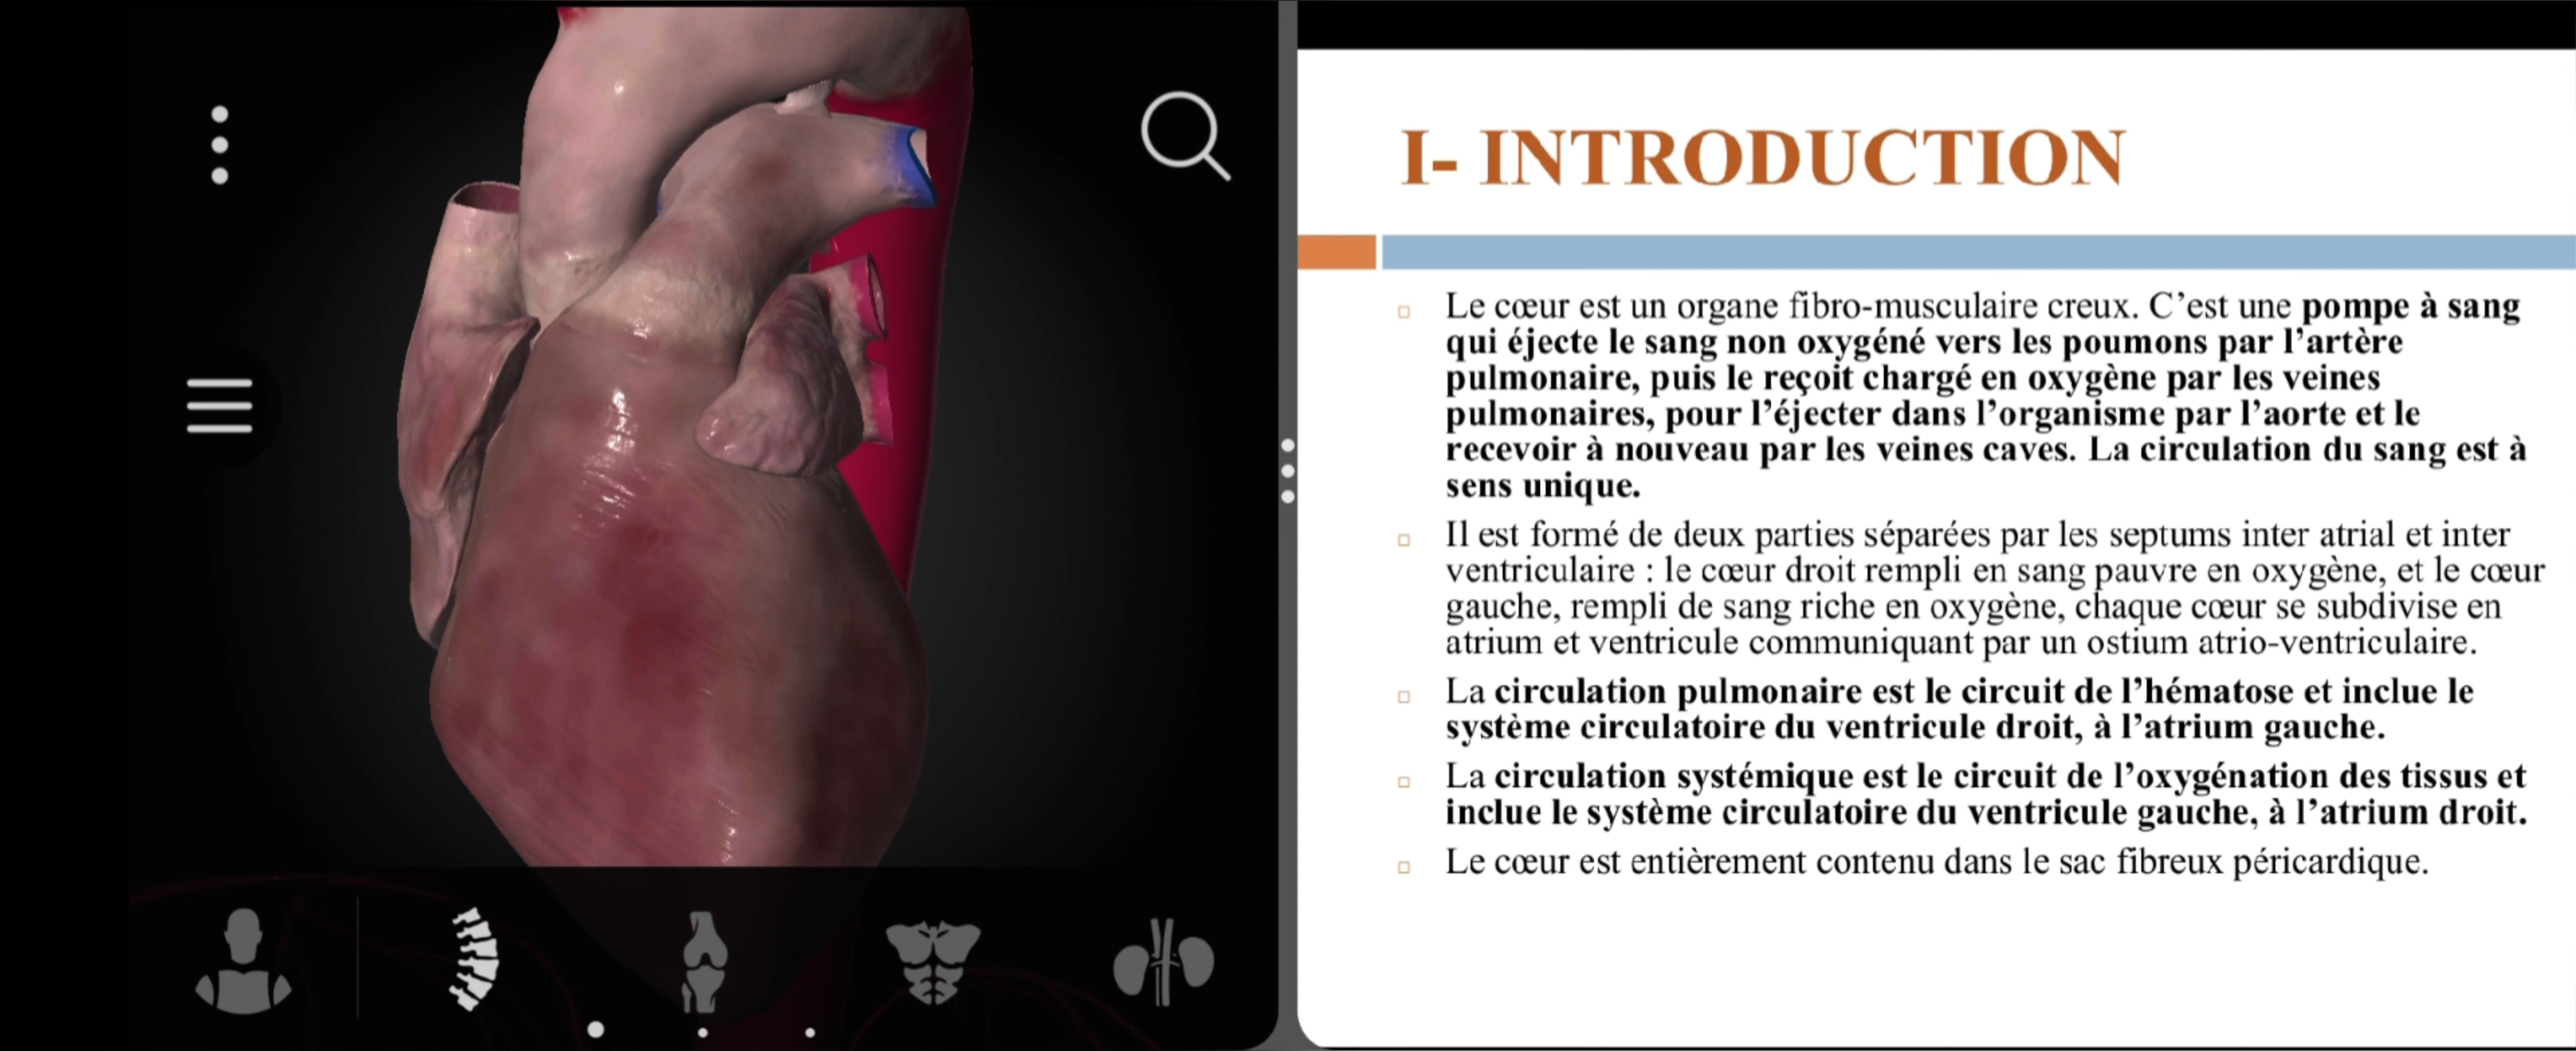 I- INTRODUCTION
Le cœur est un organe fibro-musculaire creux. C’est une pompe à sang
qui éjecte le sang non oxygéné vers les poumons par l’artère
pulmonaire, puis le reçoit chargé en oxygène par les veines
pulmonaires, pour l’éjecter dans l’organisme par l’aorte et le
recevoir à nouveau par les veines caves. La circulation du sang est à
sens unique.
Il est formé de deux parties séparées par les septums inter atrial et inter
ventriculaire : le cœur droit rempli en sang pauvre en oxygène, et le cœur
gauche, rempli de sang riche en oxygène, chaque cœur se subdivise en
atrium et ventricule communiquant par un ostium atrio-ventriculaire.
La circulation pulmonaire est le circuit de l’hématose et inclue le
système circulatoire du ventricule droit, à l’atrium gauche.
La circulation systémique est le circuit de l’oxygénation des tissus et
inclue le système circulatoire du ventricule gauche, à l’atrium droit.
Le cœur est entièrement contenu dans le sac fibreux péricardique.